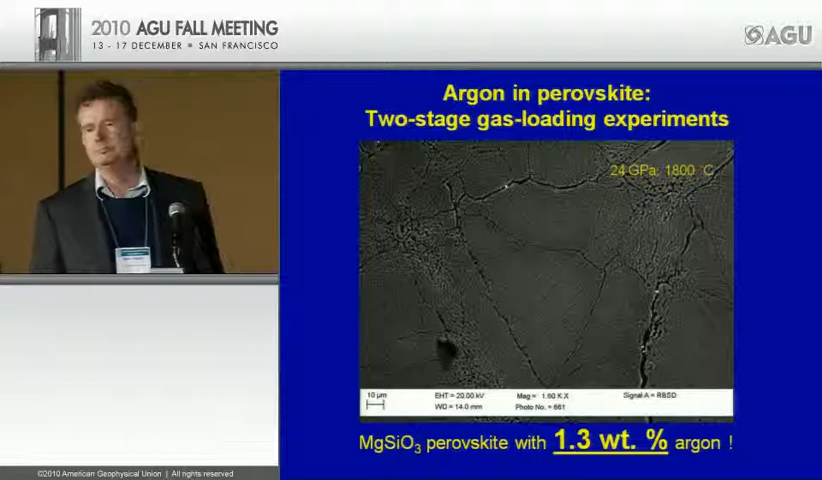 2010 AGU FALL MEETING
13 - 17 DECEMBER ■ SAN FRANCISCO
AGU
Argon in perovskite:
Two-stage gas-loading experiments
24 GPa, 1800 °C
10 µm
EHT = 20.00 kV
Mag = 1.60 K X
Signal A = RBSD
WD = 14.0 mm
Photo No. = 661
MgSiO₃ perovskite with 1.3 wt. % argon !
©2010 American Geophysical Union | All rights reserved